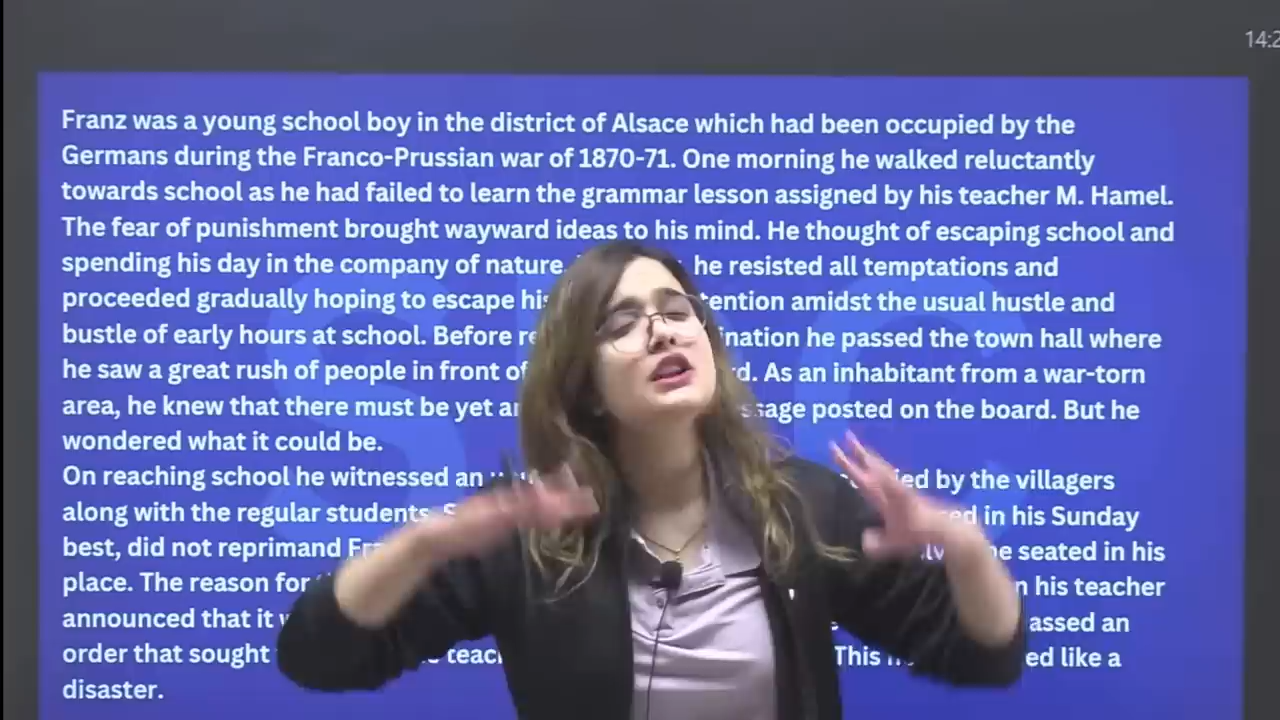 14:2
Franz was a young school boy in the district of Alsace which had been occupied by the
Germans during the Franco-Prussian war of 1870-71. One morning he walked reluctantly
towards school as he had failed to learn the grammar lesson assigned by his teacher M. Hamel.
The fear of punishment brought wayward ideas to his mind. He thought of escaping school and
spending his day in the company of nature. he resisted all temptations and
proceeded gradually hoping to escape his tention amidst the usual hustle and
bustle of early hours at school. Before re ination he passed the town hall where
he saw a great rush of people in front of rd. As an inhabitant from a war-torn
area, he knew that there must be yet an ssage posted on the board. But he
wondered what it could be.
On reaching school he witnessed an ied by the villagers
along with the regular students. S ed in his Sunday
best, did not reprimand Fra be seated in his
place. The reason for n his teacher
announced that it w assed an
order that sought teac This n ed like a
disaster.